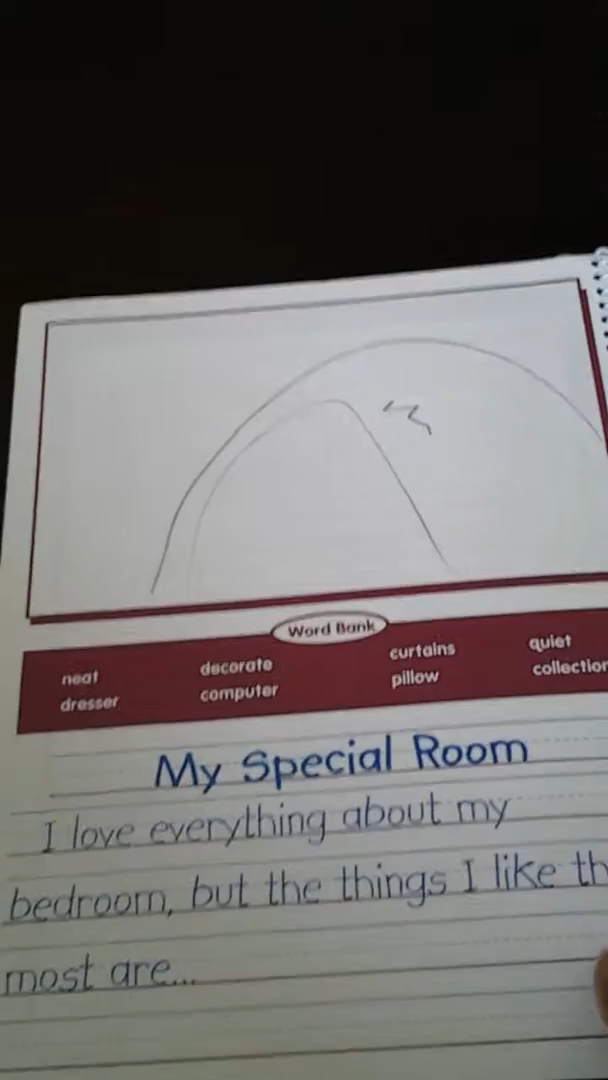 Word Bank
neat decorate curtains quiet
dresser computer pillow collection
My Special Room
I love everything about my
bedroom, but the things I like th
most are...